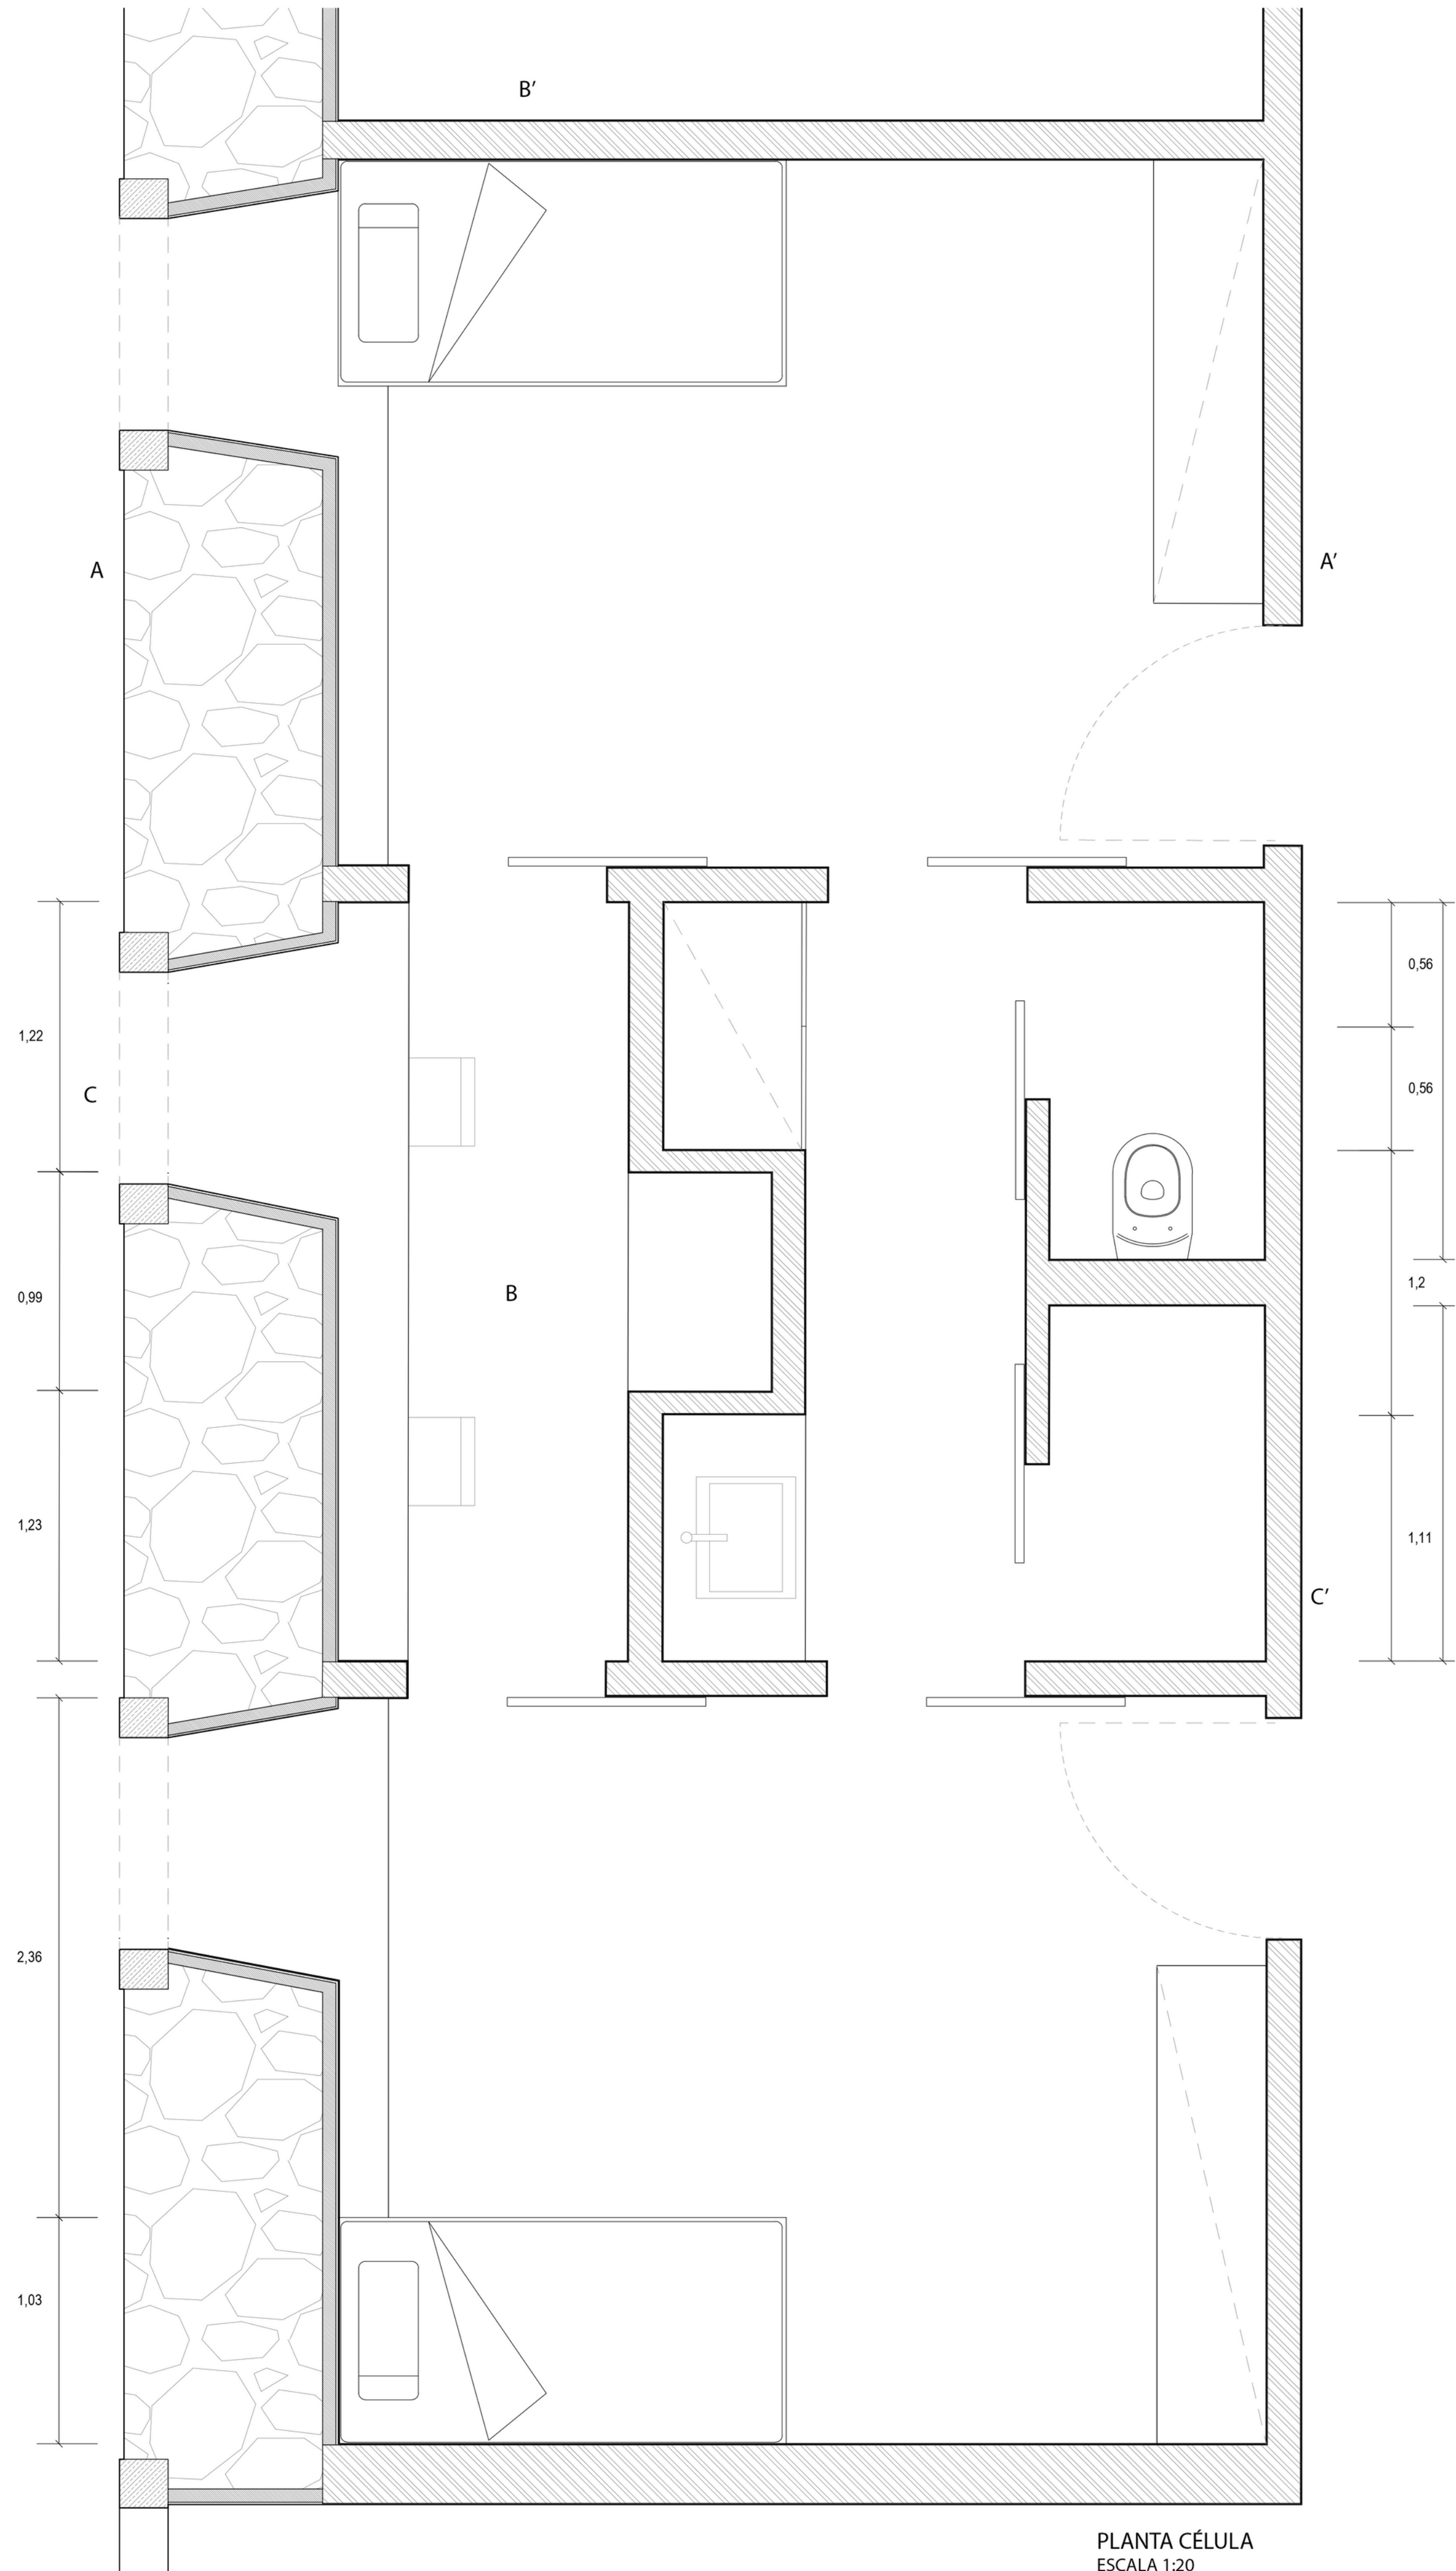 B’
A
A’
0,56
1,22
0,56
C
1,2
B
0,99
1,23
1,11
C’
2,36
1,03
PLANTA CÉLULA
ESCALA 1:20